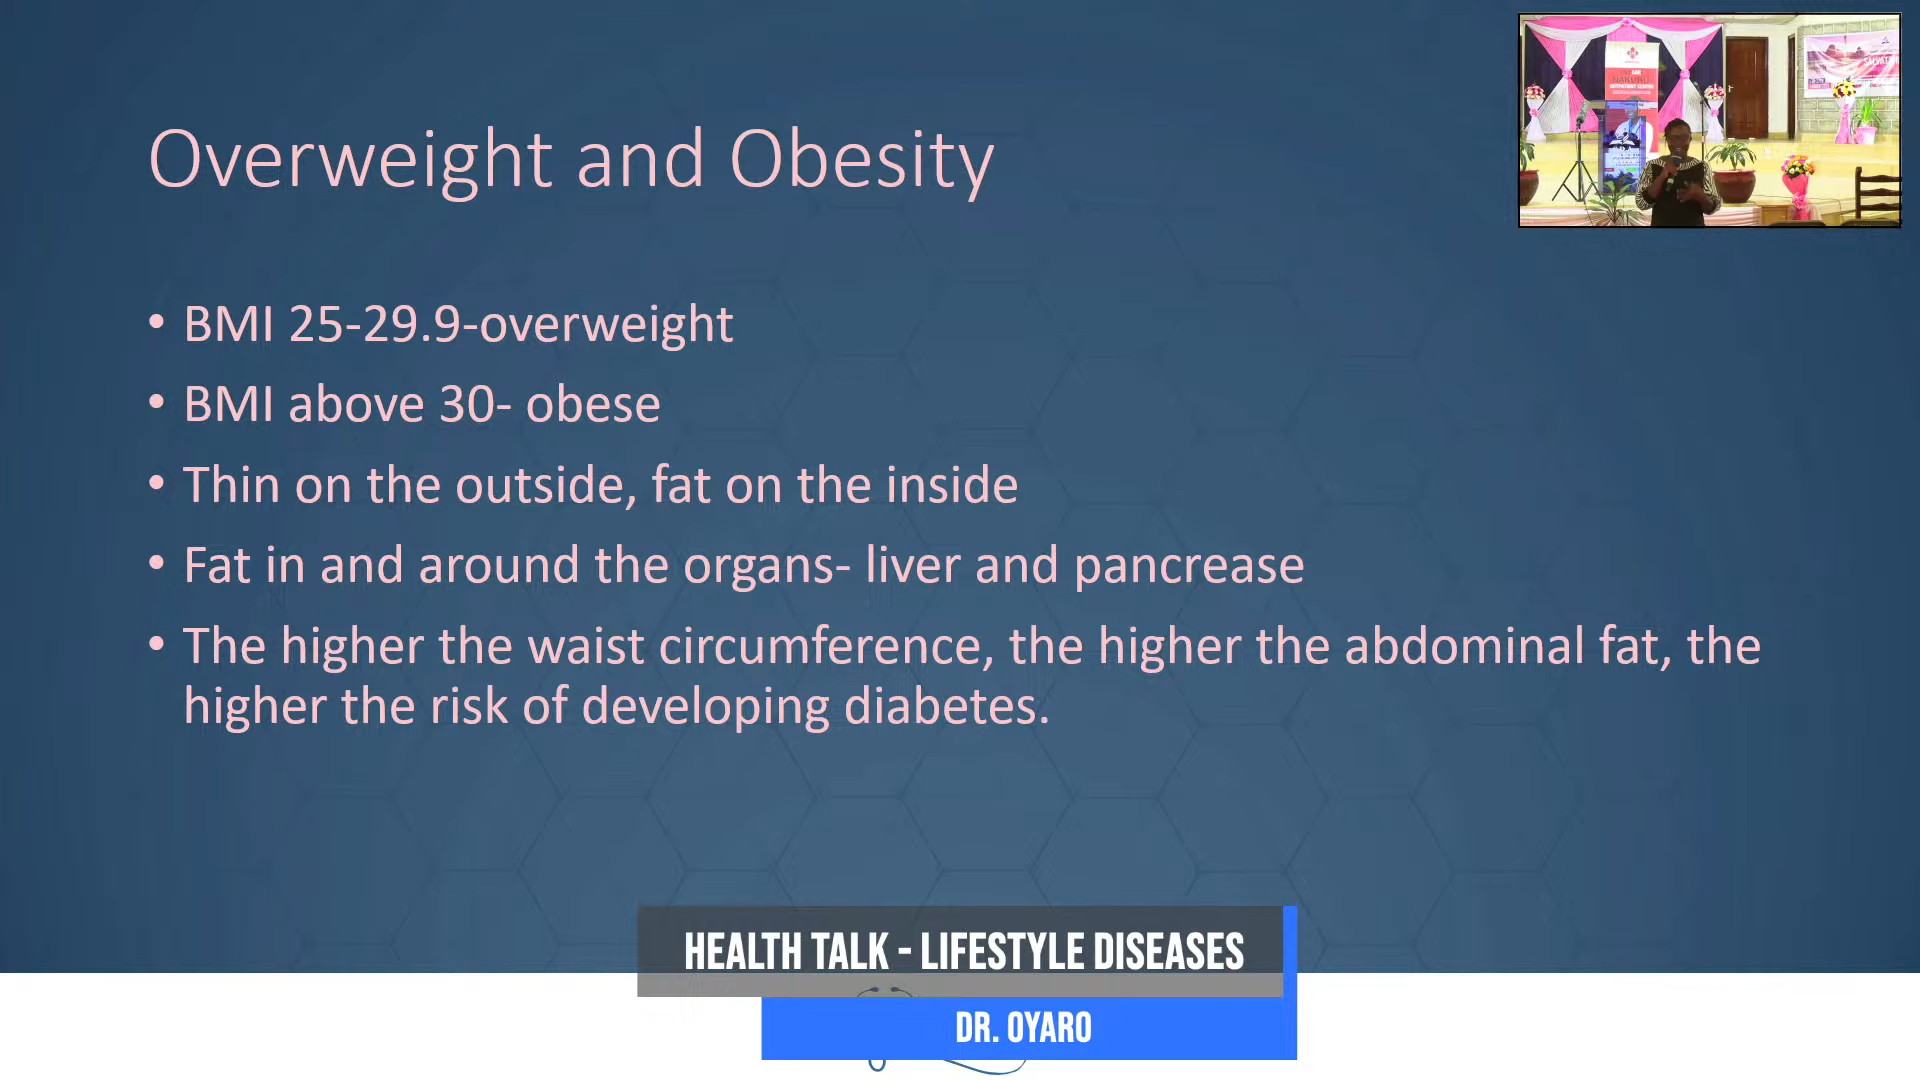 Overweight and Obesity
• BMI 25-29.9-overweight
• BMI above 30- obese
• Thin on the outside, fat on the inside
• Fat in and around the organs- liver and pancrease
• The higher the waist circumference, the higher the abdominal fat, the
higher the risk of developing diabetes.
HEALTH TALK - LIFESTYLE DISEASES
DR. OYARO
NAKURU